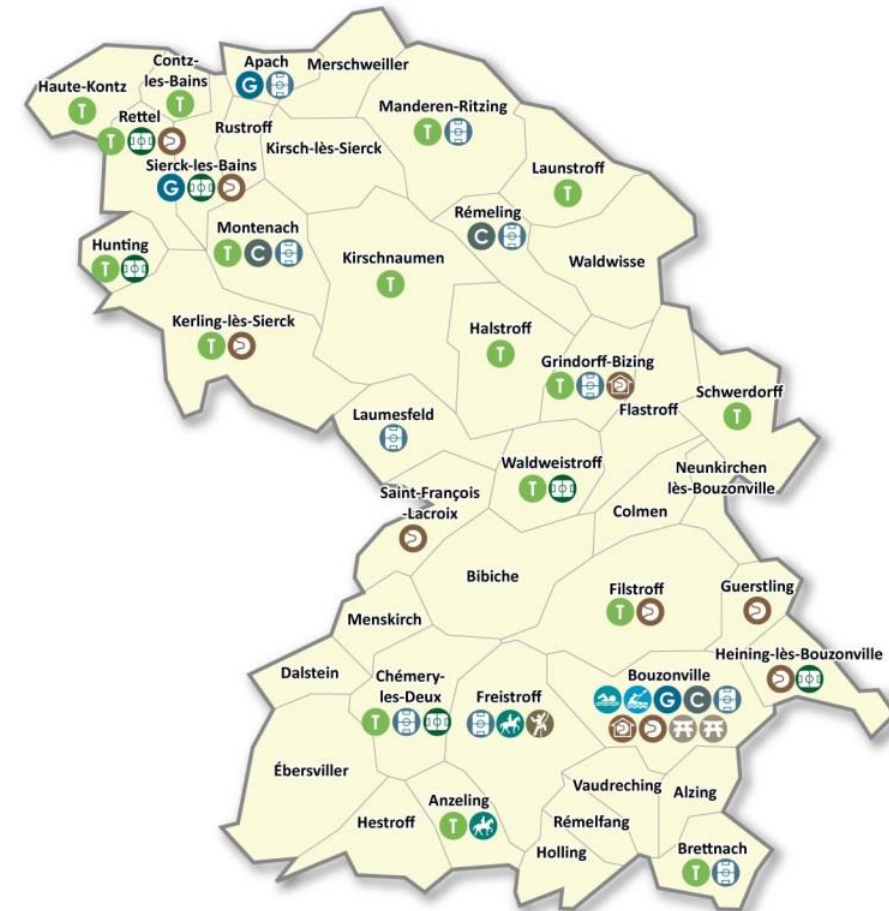 Contz-
les-Bains
Apach
Merschweiller
Haute-Kontz
T
T
G
Manderen-Ritzing
T
Rettel
T
Rustroff
Kirsch-lès-Sierck
Sierck-les-Bains
G
Launstroff
T
Montenach
T C
Rémeling
C
Hunting
T
Kirschnaumen
T
Waldwisse
Kerling-lès-Sierck
T
Halstroff
T
Grindorff-Bizing
T
Flastroff
Schwerdorff
T
Laumesfeld
Waldweistroff
T
Neunkirchen
lès-Bouzonville
Saint-François
-Lacroix
Colmen
Bibiche
Filstroff
T
Guerstling
Menskirch
Heining-lès-Bouzonville
Dalstein
Chémery-
les-Deux
T
Freistroff
Bouzonville
G C
Ébersviller
Vaudreching
Alzing
Anzeling
T
Hestroff
Rémelfang
Holling
Brettnach
T